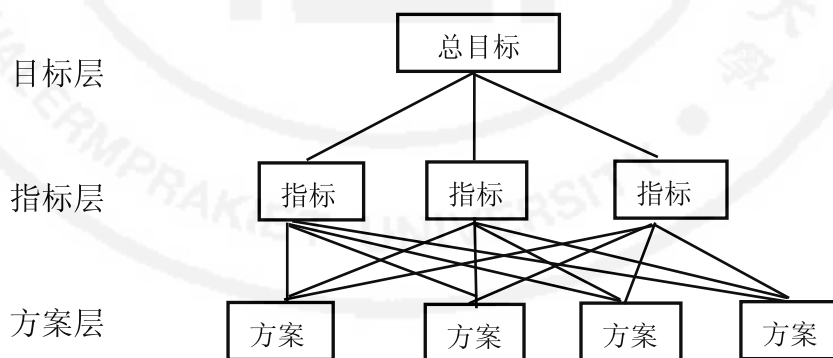 总目标
目标层
指标层 指标 指标 指标
方案层 方案 方案 方案 方案